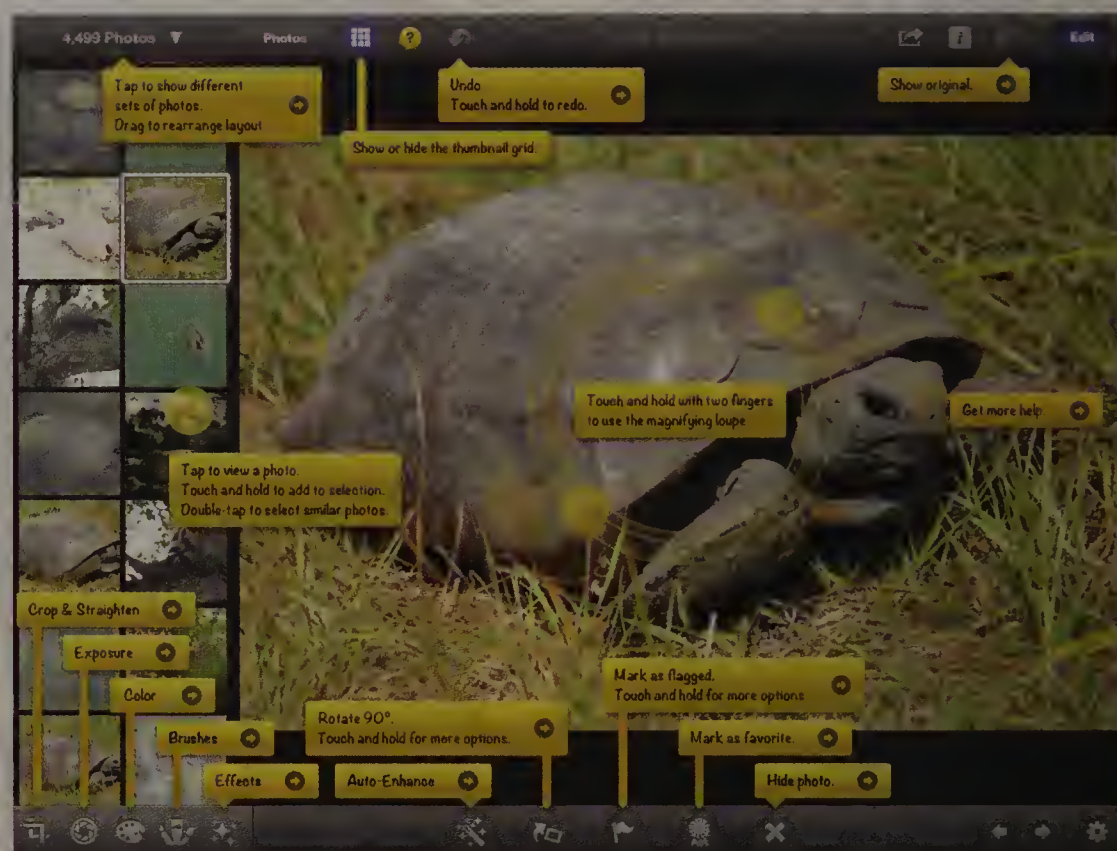 4,499 Photos
Photos
?
i
Edit
Tap to show different
sets of photos.
Drag to rearrange layout
Undo
Touch and hold to redo.
Show original.
Show or hide the thumbnail grid.
Touch and hold with two fingers
to use the magnifying loupe
Get more help
Tap to view a photo.
Touch and hold to add to selection.
Double-tap to select similar photos.
Crop & Straighten
Exposure
Color
Brushes
Effects
Rotate 90°.
Touch and hold for more options.
Auto-Enhance
Mark as flagged.
Touch and hold for more options
Mark as favorite.
Hide photo.